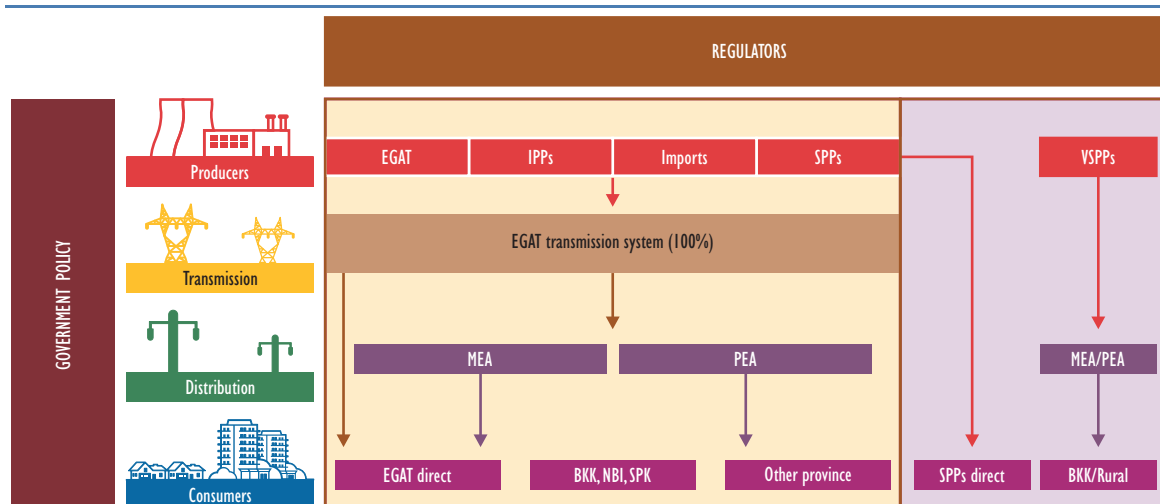 REGULATORS
GOVERNMENT POLICY
Producers
EGAT
IPPs
Imports
SPPs
VSPPs
Transmission
EGAT transmission system (100%)
Distribution
MEA
PEA
MEA/PEA
Consumers
EGAT direct
BKK, NBI, SPK
Other province
SPPs direct
BKK/Rural